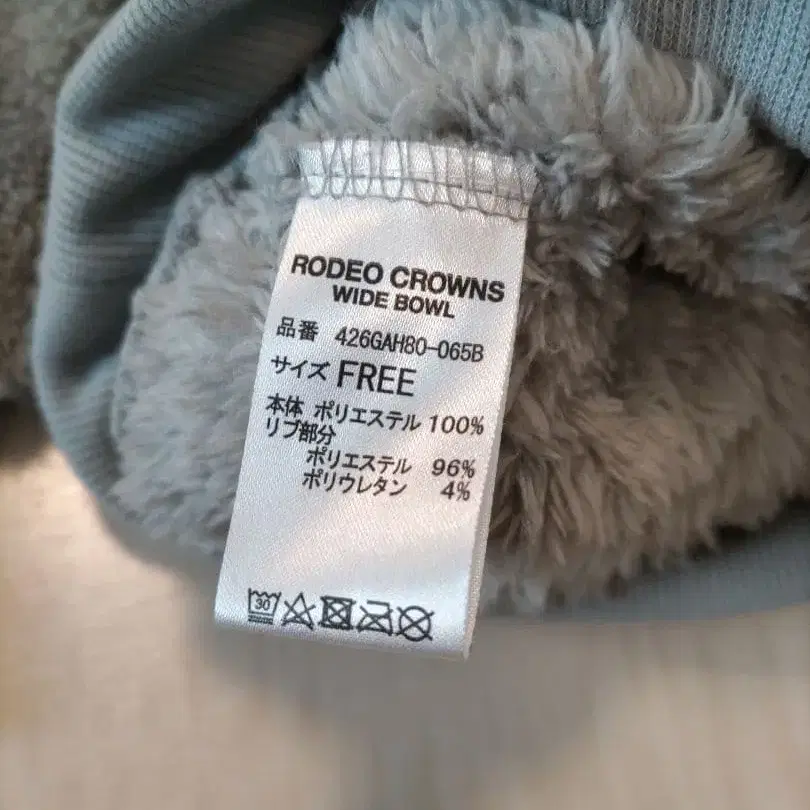 RODEO CROWNS
WIDE BOWL
品番 426GAH80-065B
サイズ FREE
本体 ポリエステル 100%
リブ部分
ポリエステル 96%
ポリウレタン 4%
30